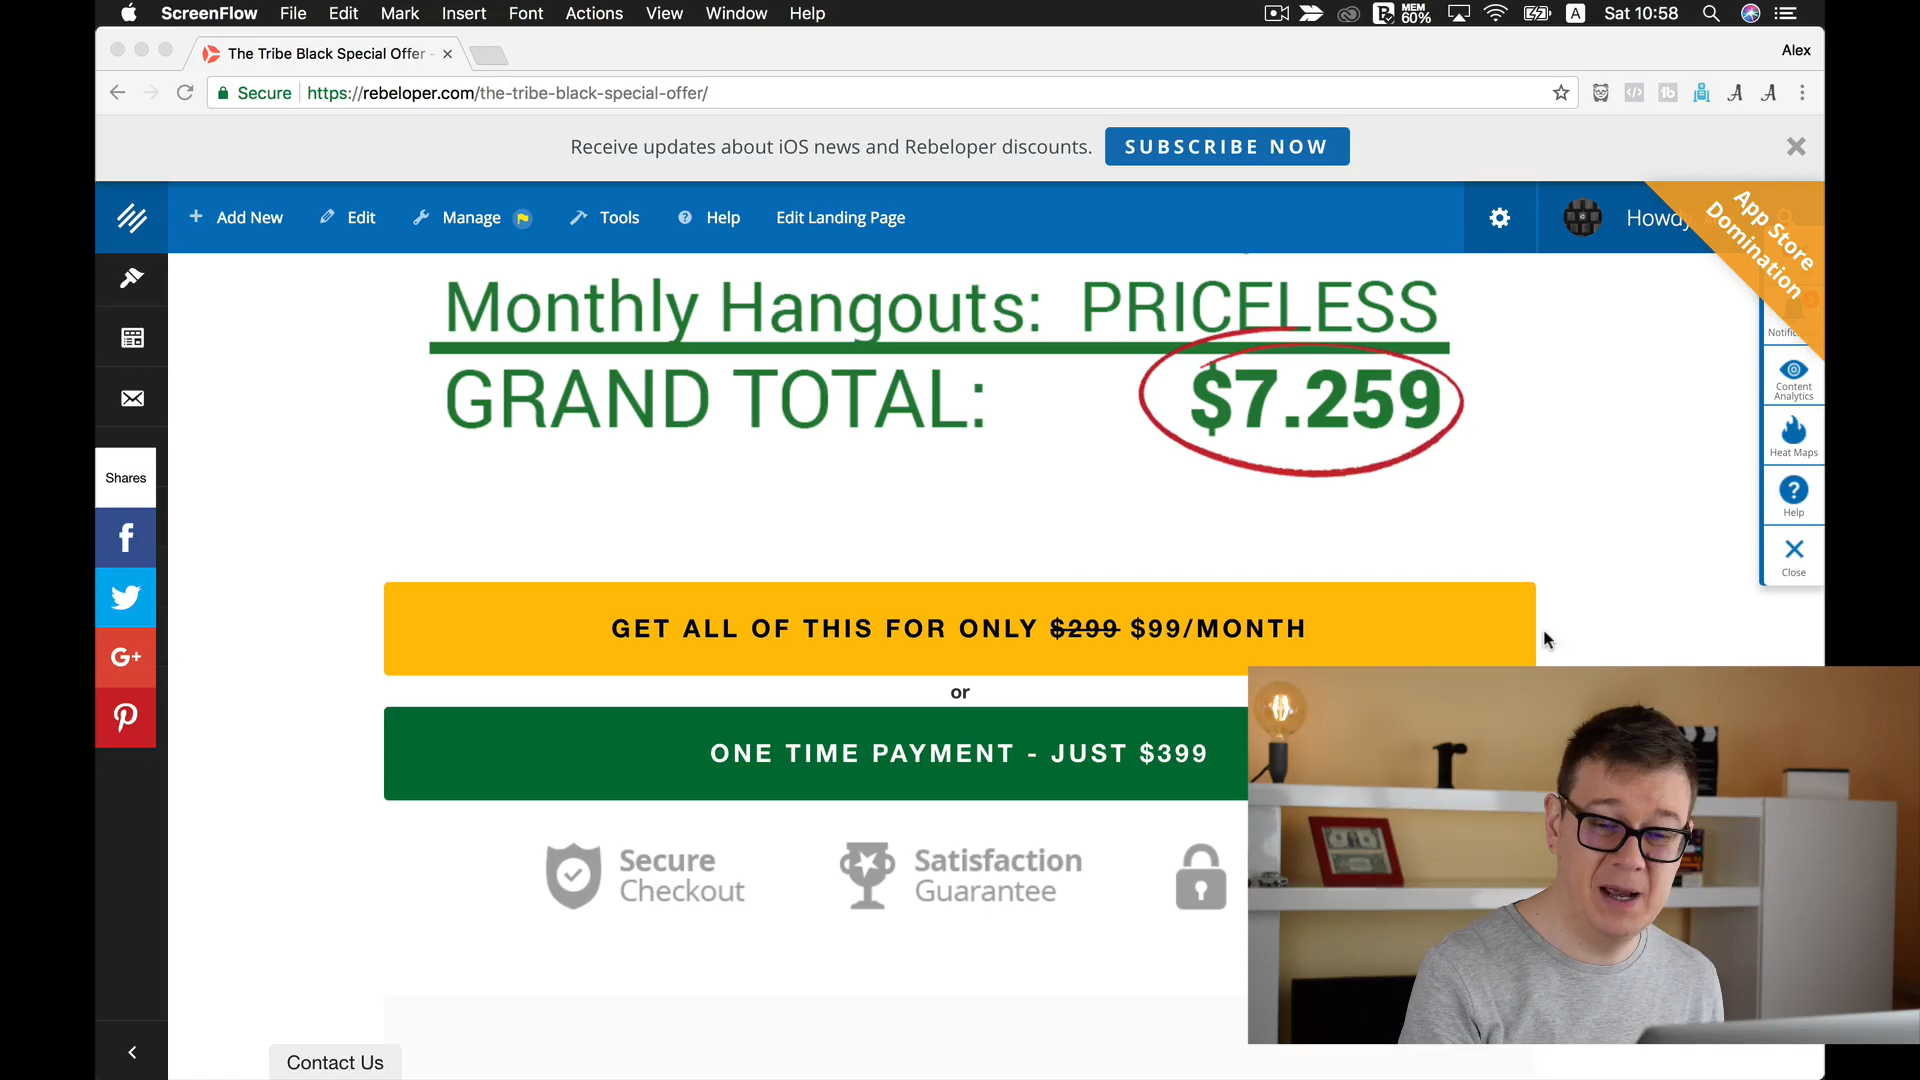 ScreenFlow File Edit Mark Insert Font Actions View Window Help MEM 60% A Sat 10:58
The Tribe Black Special Offer - Alex
Secure https://rebeloper.com/the-tribe-black-special-offer/
Receive updates about iOS news and Rebeloper discounts. SUBSCRIBE NOW
Add New Edit Manage Tools Help Edit Landing Page Howdy,
App Store
Domination
Monthly Hangouts: PRICELESS
GRAND TOTAL: $7.259
Content
Analytics
Heat Maps
Help
Close
Shares
GET ALL OF THIS FOR ONLY $299 $99/MONTH
or
ONE TIME PAYMENT - JUST $399
Secure
Checkout
Satisfaction
Guarantee
Contact Us